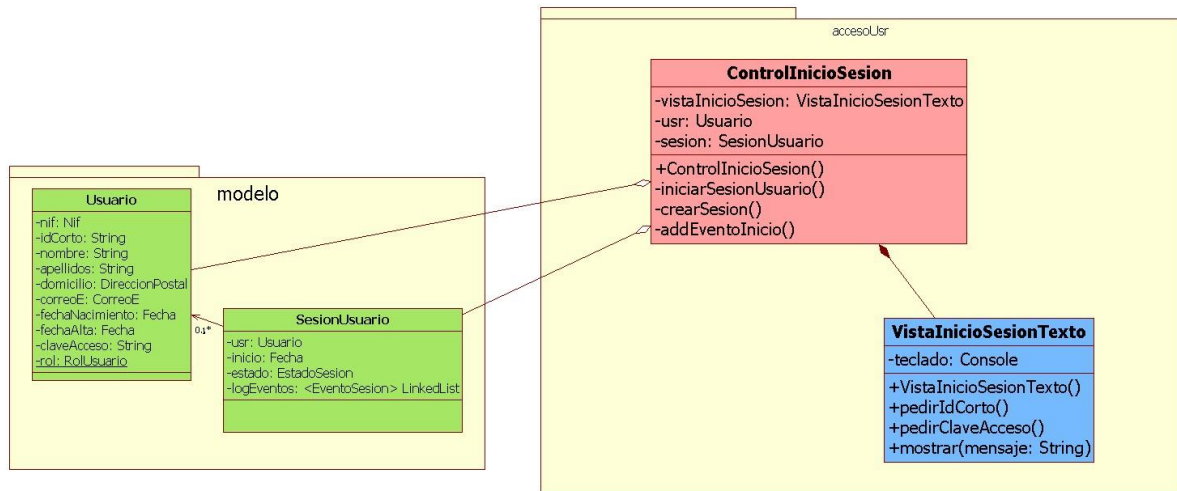 modelo
Usuario
-nif: Nif
-idCorto: String
-nombre: String
-apellidos: String
-domicilio: DireccionPostal
-correoE: CorreoE
-fechaNacimiento: Fecha
-fechaAlta: Fecha
-claveAcceso: String
-rol: RolUsuario
0..*
SesionUsuario
-usr: Usuario
-inicio: Fecha
-estado: EstadoSesion
-logEventos: <EventoSesion> LinkedList
accesoUsr
ControlInicioSesion
-vistaInicioSesion: VistaInicioSesionTexto
-usr: Usuario
-sesion: SesionUsuario
+ControlInicioSesion()
-iniciarSesionUsuario()
-crearSesion()
-addEventoInicio()
VistaInicioSesionTexto
-teclado: Console
+VistaInicioSesionTexto()
+pedirIdCorto()
+pedirClaveAcceso()
+mostrar(mensaje: String)